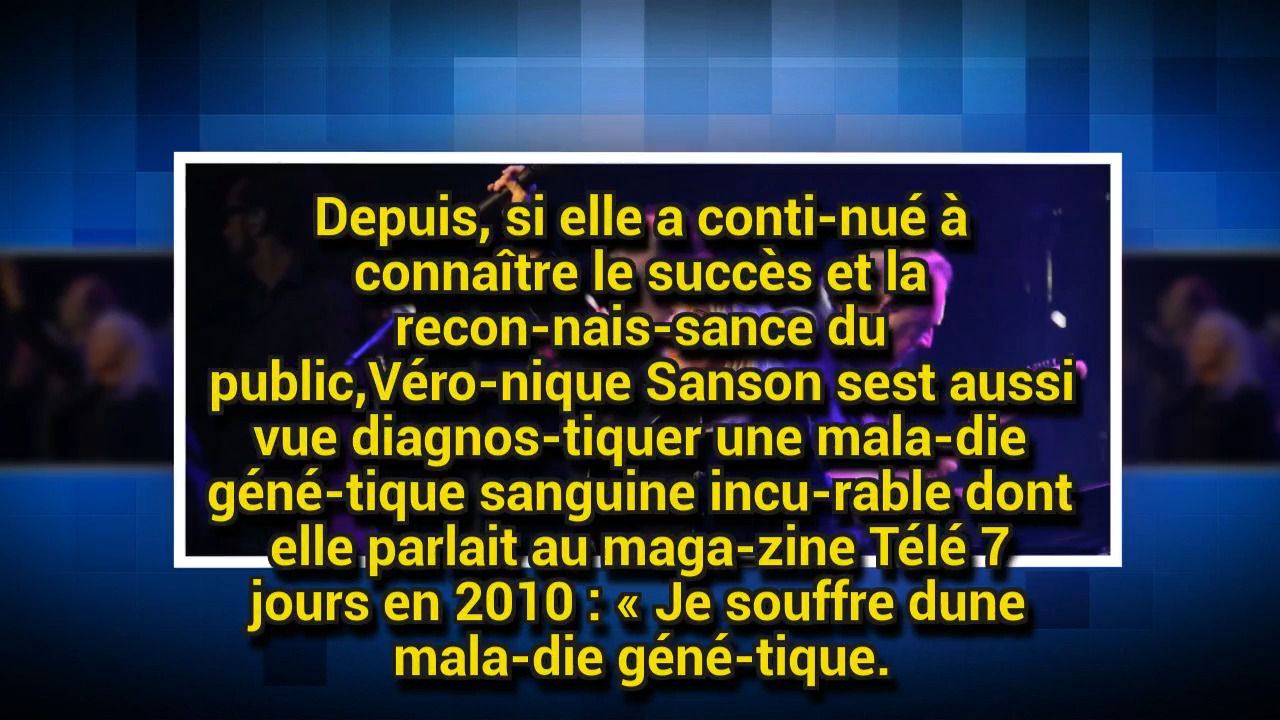 Depuis, si elle a conti-nué à
connaître le succès et la
recon-nais-sance du
public,Véro-nique Sanson sest aussi
vue diagnos-tiquer une mala-die
géné-tique sanguine incu-rable dont
elle parlait au maga-zine Télé 7
jours en 2010 : « Je souffre dune
mala-die géné-tique.